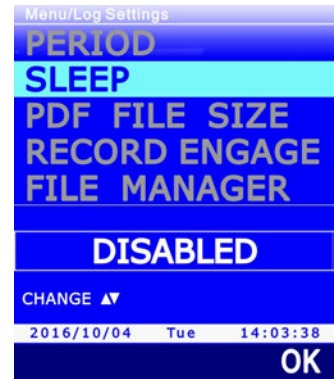 Menu/Log Settings
PERIOD
SLEEP
PDF FILE SIZE
RECORD ENGAGE
FILE MANAGER
DISABLED
CHANGE ▲▼
2016/10/04 Tue 14:03:38
OK